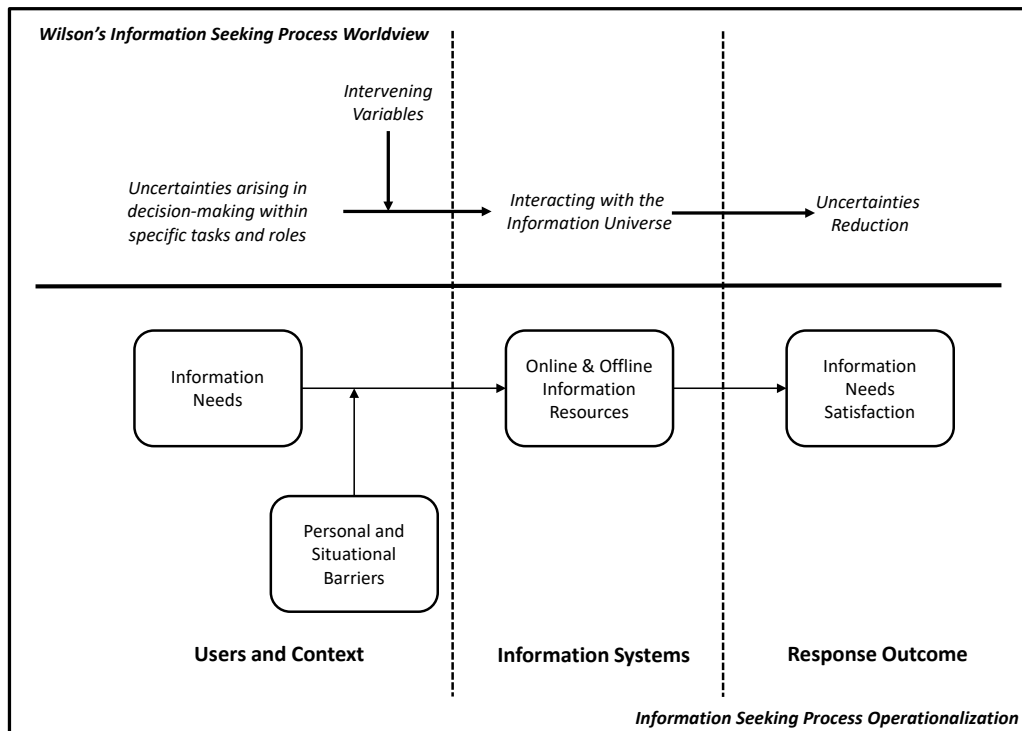 Wilson's Information Seeking Process Worldview
Intervening
Variables
Uncertainties arising in
decision-making within
specific tasks and roles
Interacting with the
Information Universe
Uncertainties
Reduction
Information
Needs
Online & Offline
Information
Resources
Information
Needs
Satisfaction
Personal and
Situational
Barriers
Users and Context
Information Systems
Response Outcome
Information Seeking Process Operationalization